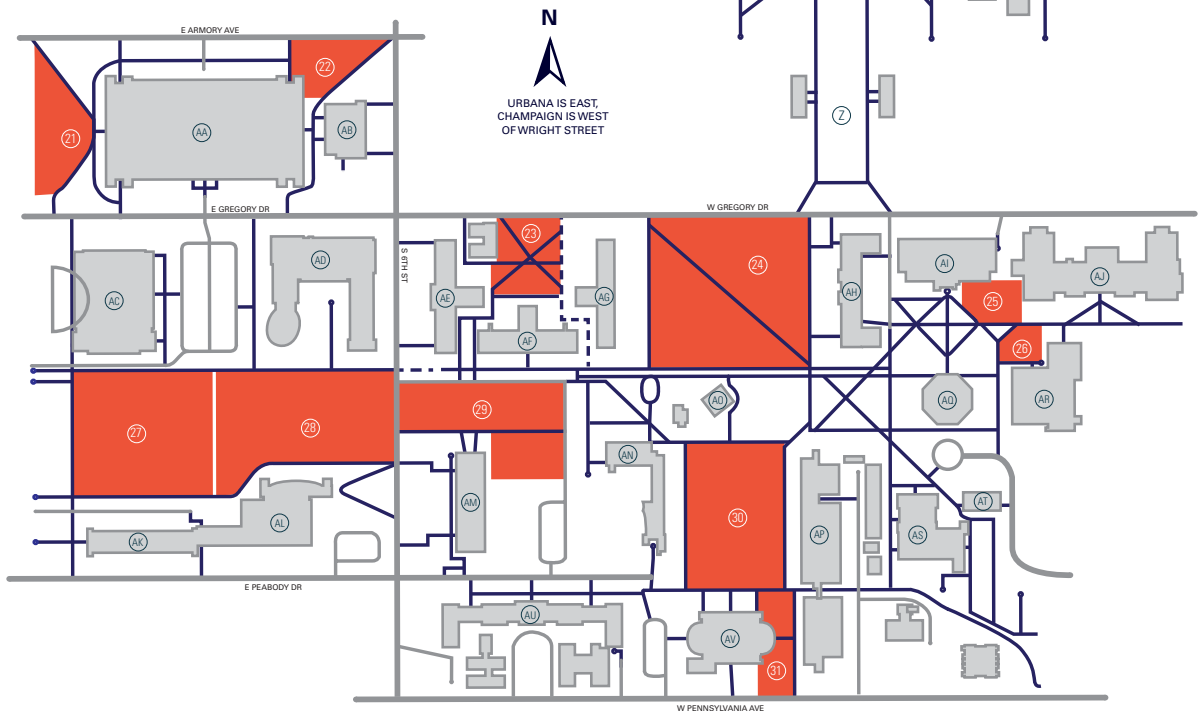 N
E ARMORY AVE
22
URBANA IS EAST,
CHAMPAIGN IS WEST
OF WRIGHT STREET
Z
21
AA
AB
E GREGORY DR
W GREGORY DR
23
24
S 6TH ST
AC
AD
AE
AF
AG
AH
AI
AJ
25
26
27
28
29
AO
AQ
AR
AN
AM
30
AP
AS
AT
AK
AL
E PEABODY DR
AU
AV
31
W PENNSYLVANIA AVE